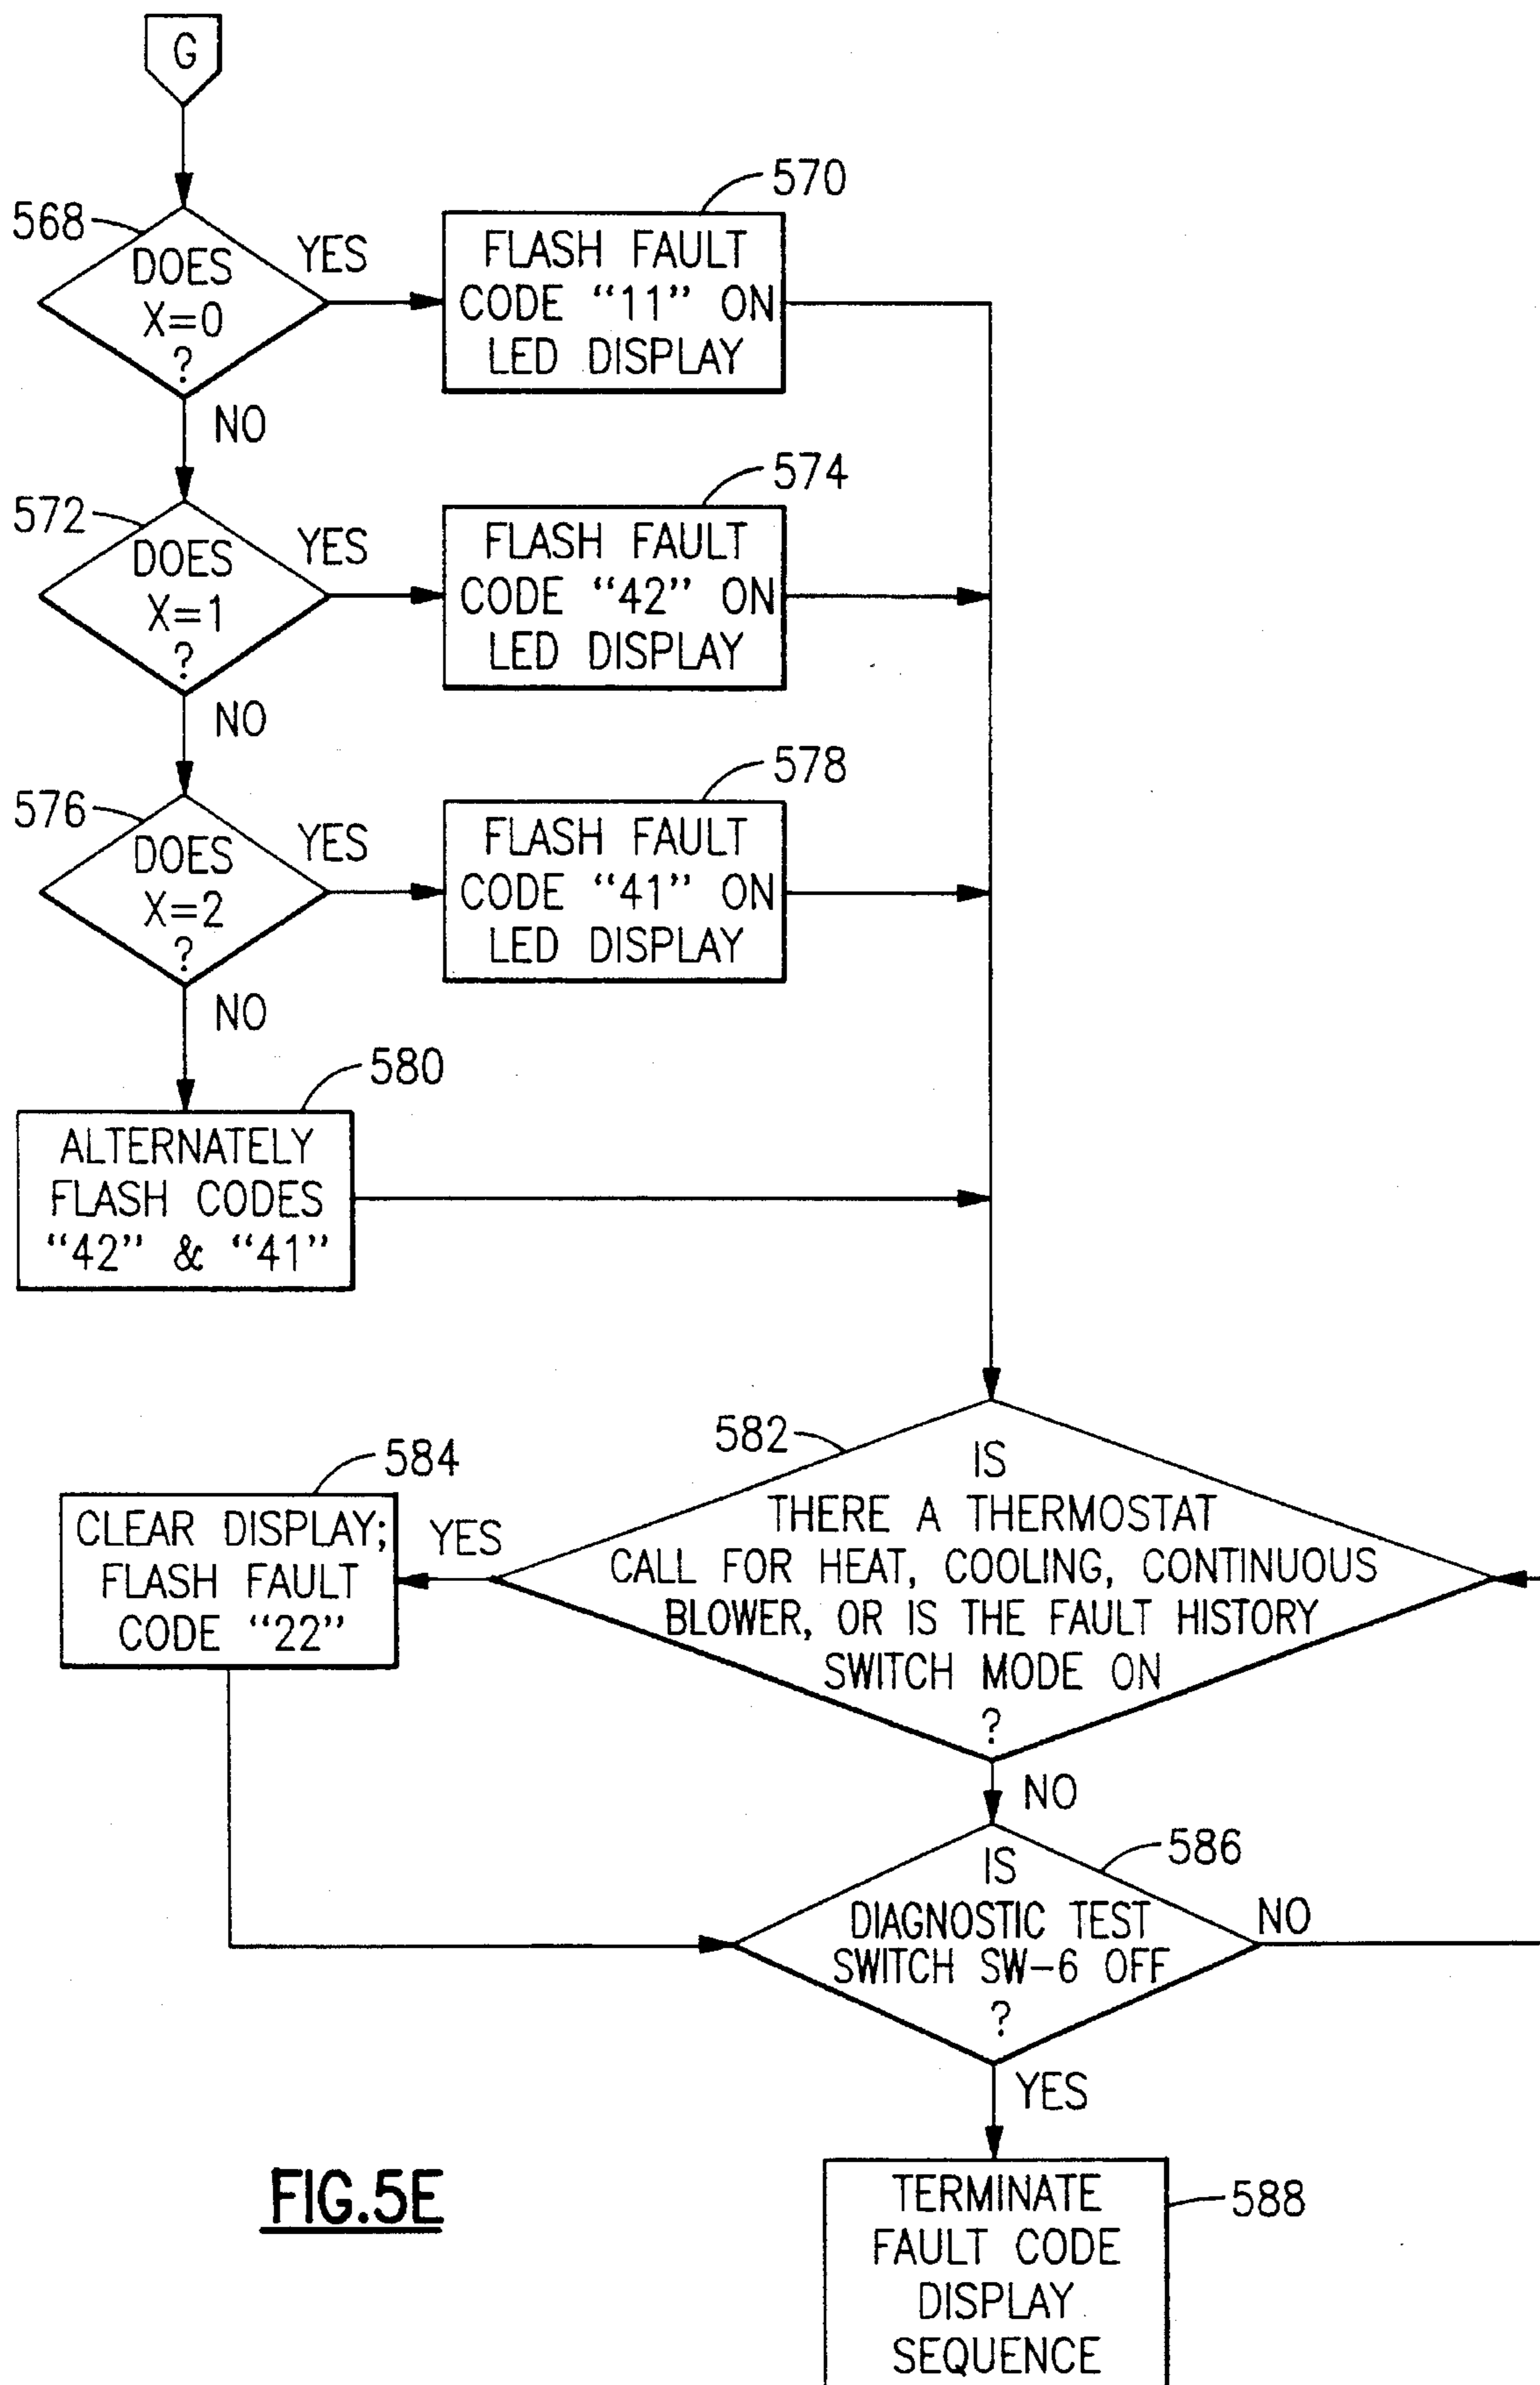 G
568
DOES
X=0
?
YES
570
FLASH FAULT
CODE “11” ON
LED DISPLAY
NO
572
DOES
X=1
?
YES
574
FLASH FAULT
CODE “42” ON
LED DISPLAY
NO
576
DOES
X=2
?
YES
578
FLASH FAULT
CODE “41” ON
LED DISPLAY
NO
580
ALTERNATELY
FLASH CODES
“42” & “41”
582
IS
THERE A THERMOSTAT
CALL FOR HEAT, COOLING, CONTINUOUS
BLOWER, OR IS THE FAULT HISTORY
SWITCH MODE ON
?
YES
584
CLEAR DISPLAY;
FLASH FAULT
CODE “22”
NO
586
IS
DIAGNOSTIC TEST
SWITCH SW-6 OFF
?
NO
YES
588
TERMINATE
FAULT CODE
DISPLAY
SEQUENCE
FIG.5E